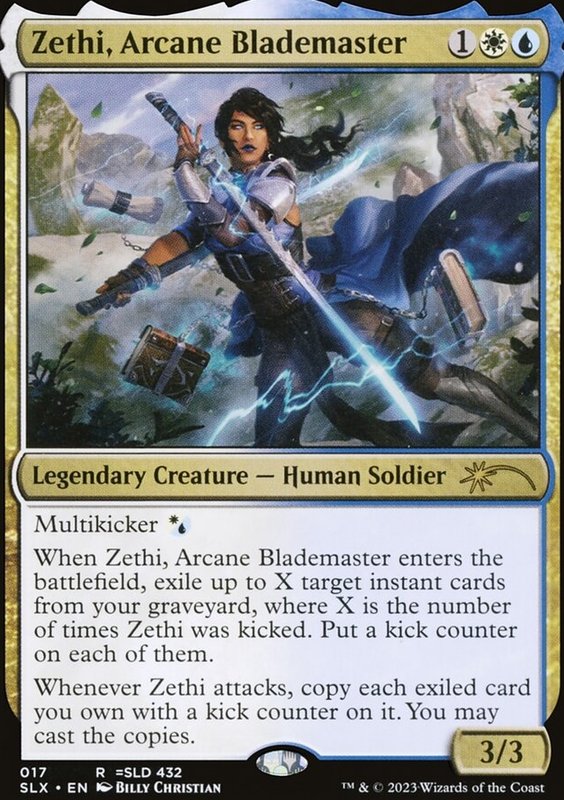 Zethi, Arcane Blademaster 1
Legendary Creature — Human Soldier
Multikicker
When Zethi, Arcane Blademaster enters the
battlefield, exile up to X target instant cards
from your graveyard, where X is the number
of times Zethi was kicked. Put a kick counter
on each of them.
Whenever Zethi attacks, copy each exiled card
you own with a kick counter on it. You may
cast the copies.
3/3
017 R =SLD 432
SLX • EN Billy Christian
™ & © 2023 Wizards of the Coast